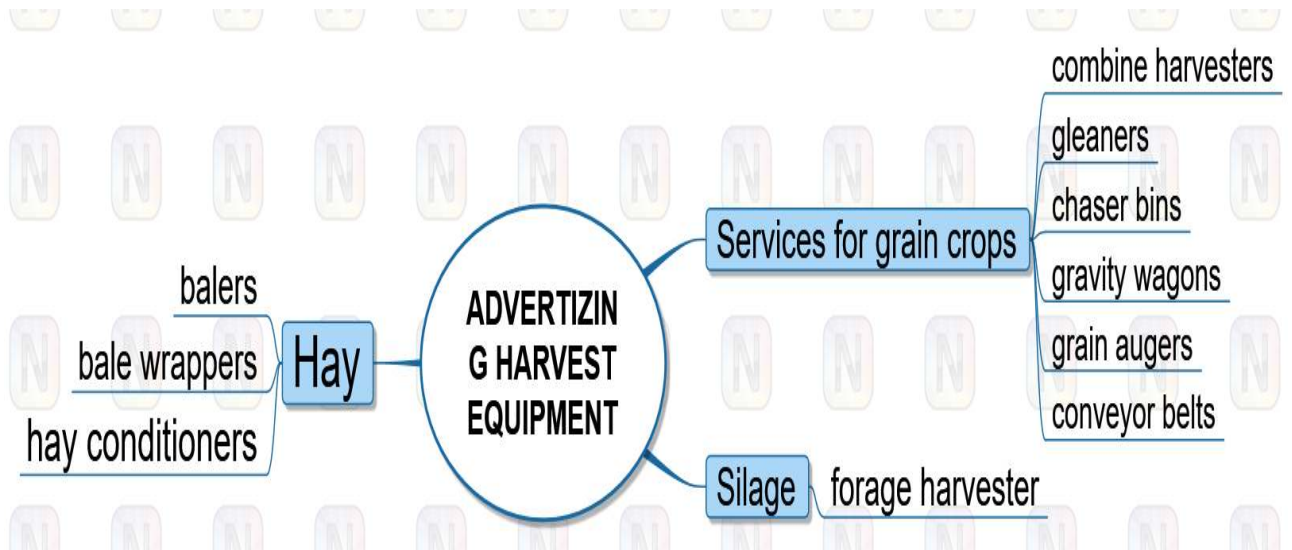 ADVERTIZIN
G HARVEST
EQUIPMENT
Services for grain crops
combine harvesters
gleaners
chaser bins
gravity wagons
grain augers
conveyor belts
Silage
forage harvester
Hay
balers
bale wrappers
hay conditioners